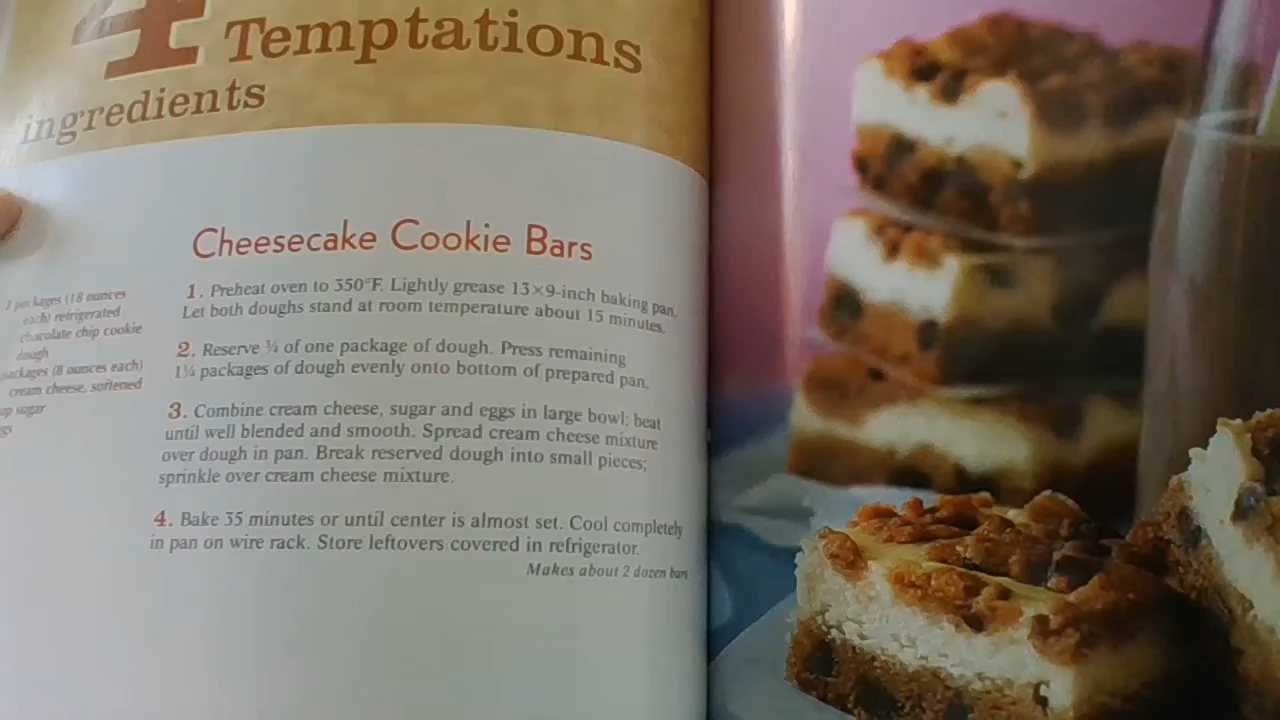 4
ingredients
Temptations
Cheesecake Cookie Bars
packages (18 ounces
each) refrigerated
chocolate chip cookie
dough
packages (8 ounces each)
cream cheese, softened
sugar
1. Preheat oven to 350°F. Lightly grease 13×9-inch baking pan.
Let both doughs stand at room temperature about 15 minutes.
2. Reserve ¾ of one package of dough. Press remaining
1¼ packages of dough evenly onto bottom of prepared pan.
3. Combine cream cheese, sugar and eggs in large bowl; beat
until well blended and smooth. Spread cream cheese mixture
over dough in pan. Break reserved dough into small pieces;
sprinkle over cream cheese mixture.
4. Bake 35 minutes or until center is almost set. Cool completely
in pan on wire rack. Store leftovers covered in refrigerator.
Makes about 2 dozen bars